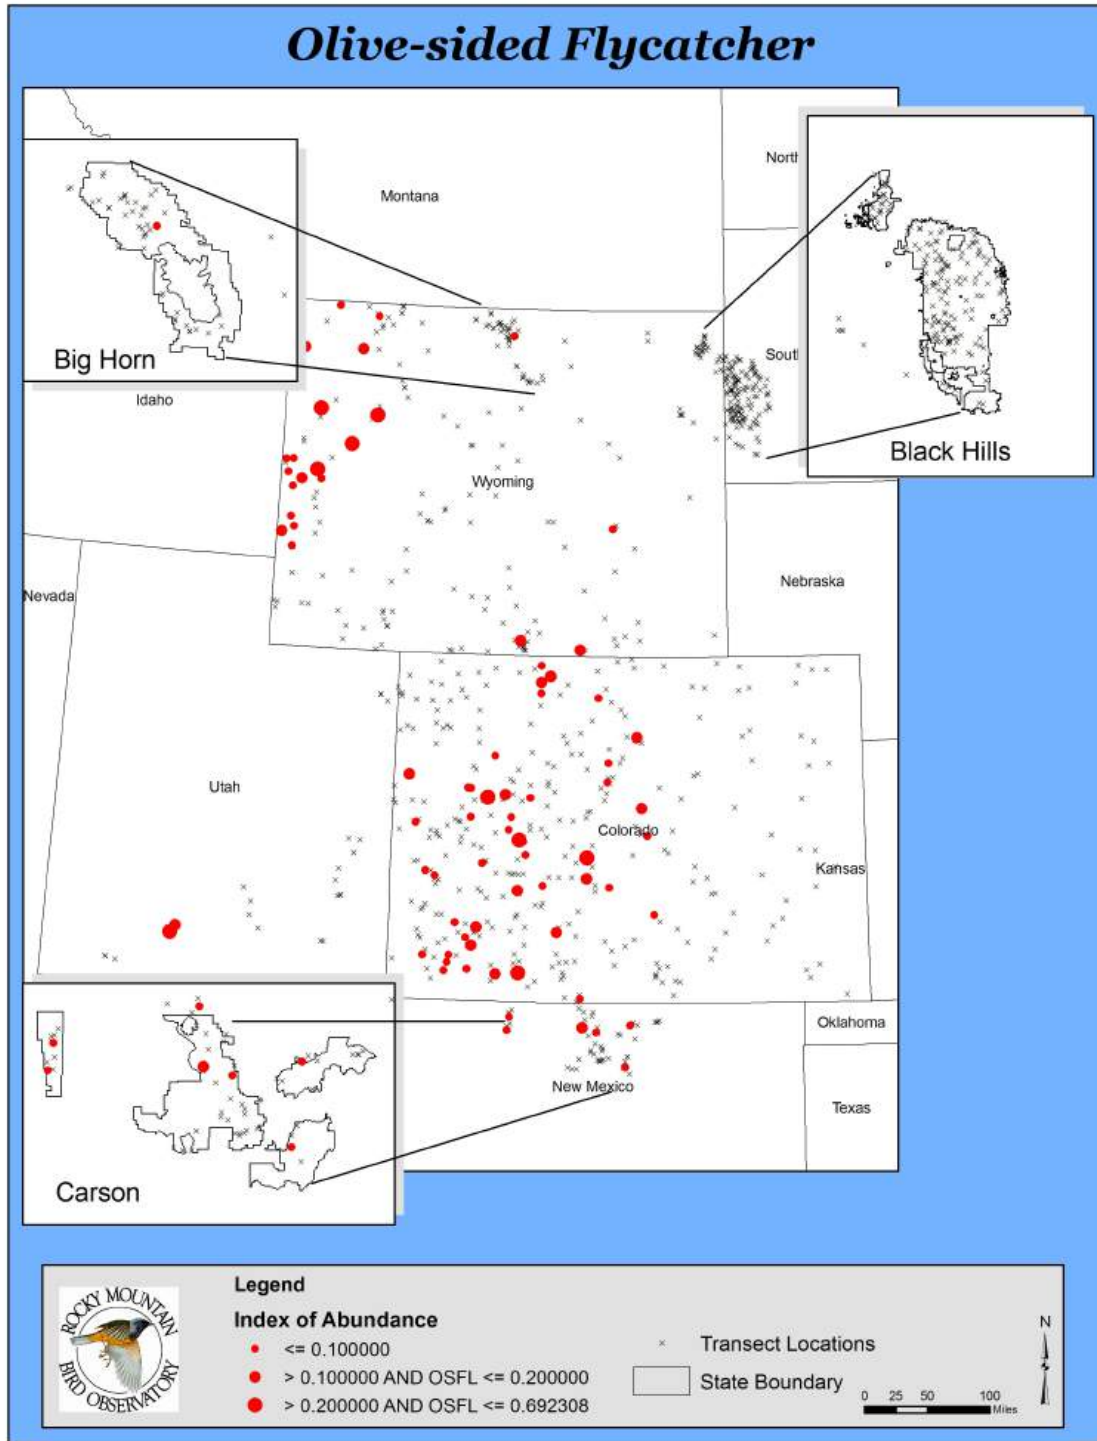 Olive-sided Flycatcher
North
Montana
Big Horn
South
Idaho
Black Hills
Wyoming
Nebraska
Nevada
Utah
Colorado
Kansas
Oklahoma
New Mexico
Texas
Carson
Legend
Index of Abundance
<= 0.100000
> 0.100000 AND OSFL <= 0.200000
> 0.200000 AND OSFL <= 0.692308
Transect Locations
State Boundary
ROCKY MOUNTAIN
BIRD OBSERVATORY
N
0 25 50 100
Miles